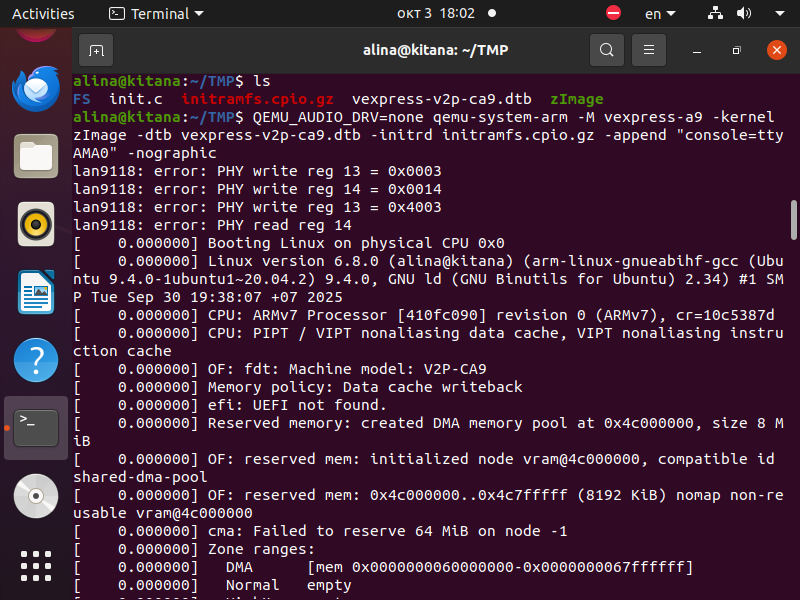 Activities
Terminal
окт 3 18:02
en
alina@kitana: ~/TMP
alina@kitana:~/TMP$ ls
FS init.c initramfs.cpio.gz vexpress-v2p-ca9.dtb zImage
alina@kitana:~/TMP$ QEMU_AUDIO_DRV=none qemu-system-arm -M vexpress-a9 -kernel
zImage -dtb vexpress-v2p-ca9.dtb -initrd initramfs.cpio.gz -append "console=tty
AMA0" -nographic
lan9118: error: PHY write reg 13 = 0x0003
lan9118: error: PHY write reg 14 = 0x0014
lan9118: error: PHY write reg 13 = 0x4003
lan9118: error: PHY read reg 14
[    0.000000] Booting Linux on physical CPU 0x0
[    0.000000] Linux version 6.8.0 (alina@kitana) (arm-linux-gnueabihf-gcc (Ubu
ntu 9.4.0-1ubuntu1~20.04.2) 9.4.0, GNU ld (GNU Binutils for Ubuntu) 2.34) #1 SM
P Tue Sep 30 19:38:07 +07 2025
[    0.000000] CPU: ARMv7 Processor [410fc090] revision 0 (ARMv7), cr=10c5387d
[    0.000000] CPU: PIPT / VIPT nonaliasing data cache, VIPT nonaliasing instru
ction cache
[    0.000000] OF: fdt: Machine model: V2P-CA9
[    0.000000] Memory policy: Data cache writeback
[    0.000000] efi: UEFI not found.
[    0.000000] Reserved memory: created DMA memory pool at 0x4c000000, size 8 M
iB
[    0.000000] OF: reserved mem: initialized node vram@4c000000, compatible id
shared-dma-pool
[    0.000000] OF: reserved mem: 0x4c000000..0x4c7fffff (8192 KiB) nomap non-re
usable vram@4c000000
[    0.000000] cma: Failed to reserve 64 MiB on node -1
[    0.000000] Zone ranges:
[    0.000000]   DMA      [mem 0x0000000060000000-0x0000000067ffffff]
[    0.000000]   Normal   empty